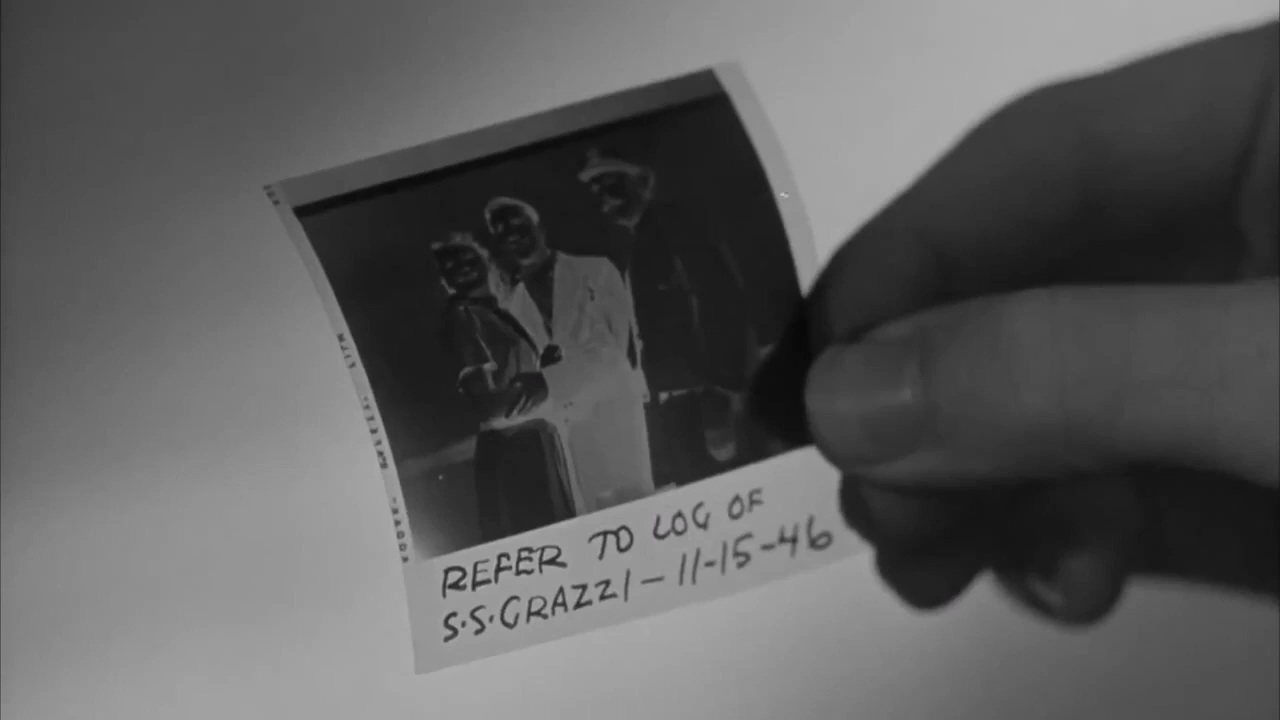 REFER TO LOG OF
S.S. GRAZZI - 11-15-46